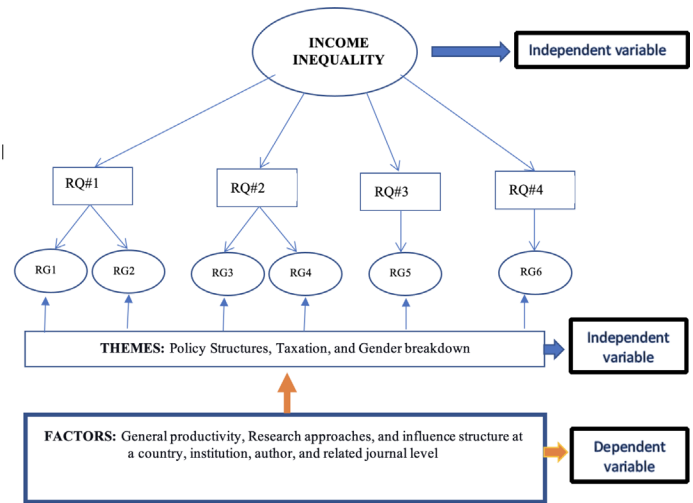 INCOME
INEQUALITY
Independent variable
RQ#1
RQ#2
RQ#3
RQ#4
RG1
RG2
RG3
RG4
RG5
RG6
THEMES: Policy Structures, Taxation, and Gender breakdown
Independent
variable
FACTORS: General productivity, Research approaches, and influence structure at
a country, institution, author, and related journal level
Dependent
variable